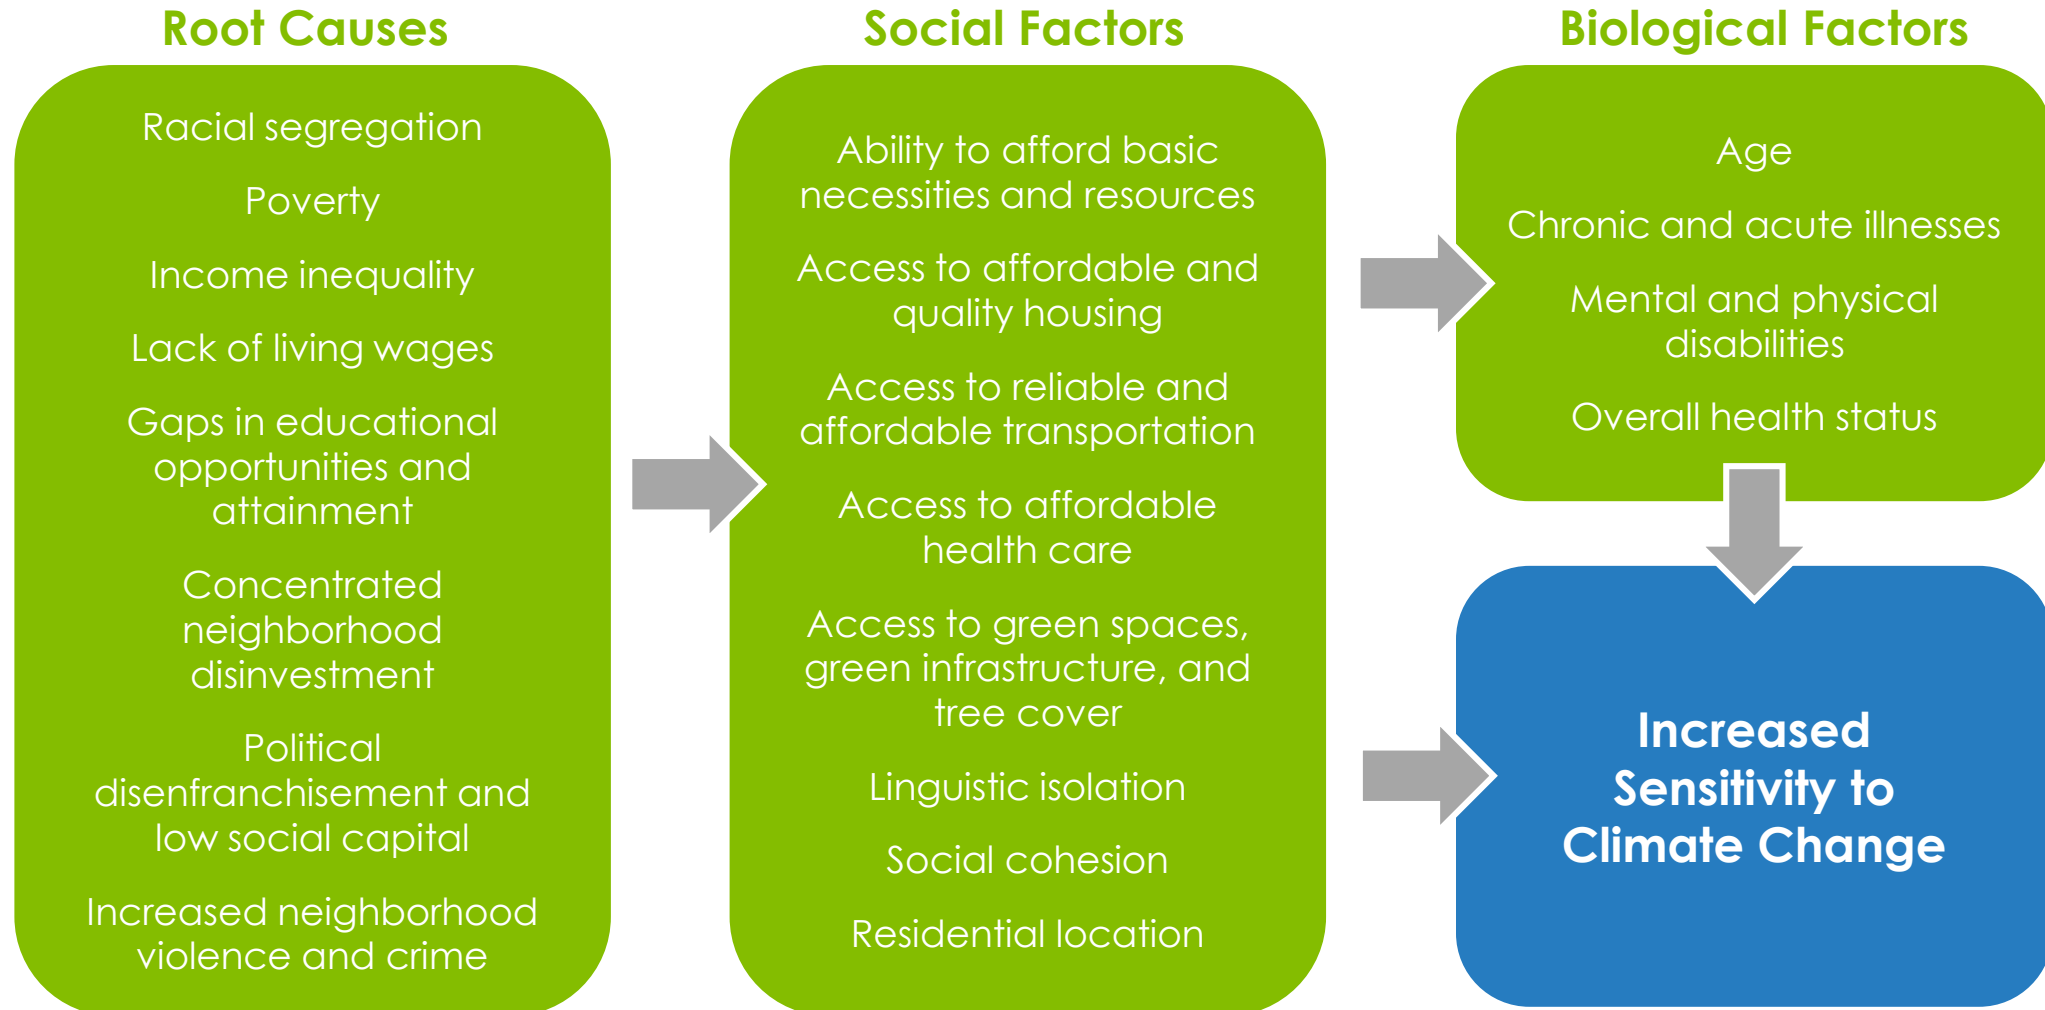 Root Causes
Racial segregation
Poverty
Income inequality
Lack of living wages
Gaps in educational
opportunities and
attainment
Concentrated
neighborhood
disinvestment
Political
disenfranchisement and
low social capital
Increased neighborhood
violence and crime
Social Factors
Ability to afford basic
necessities and resources
Access to affordable and
quality housing
Access to reliable and
affordable transportation
Access to affordable
health care
Access to green spaces,
green infrastructure, and
tree cover
Linguistic isolation
Social cohesion
Residential location
Biological Factors
Age
Chronic and acute illnesses
Mental and physical
disabilities
Overall health status
Increased
Sensitivity to
Climate Change